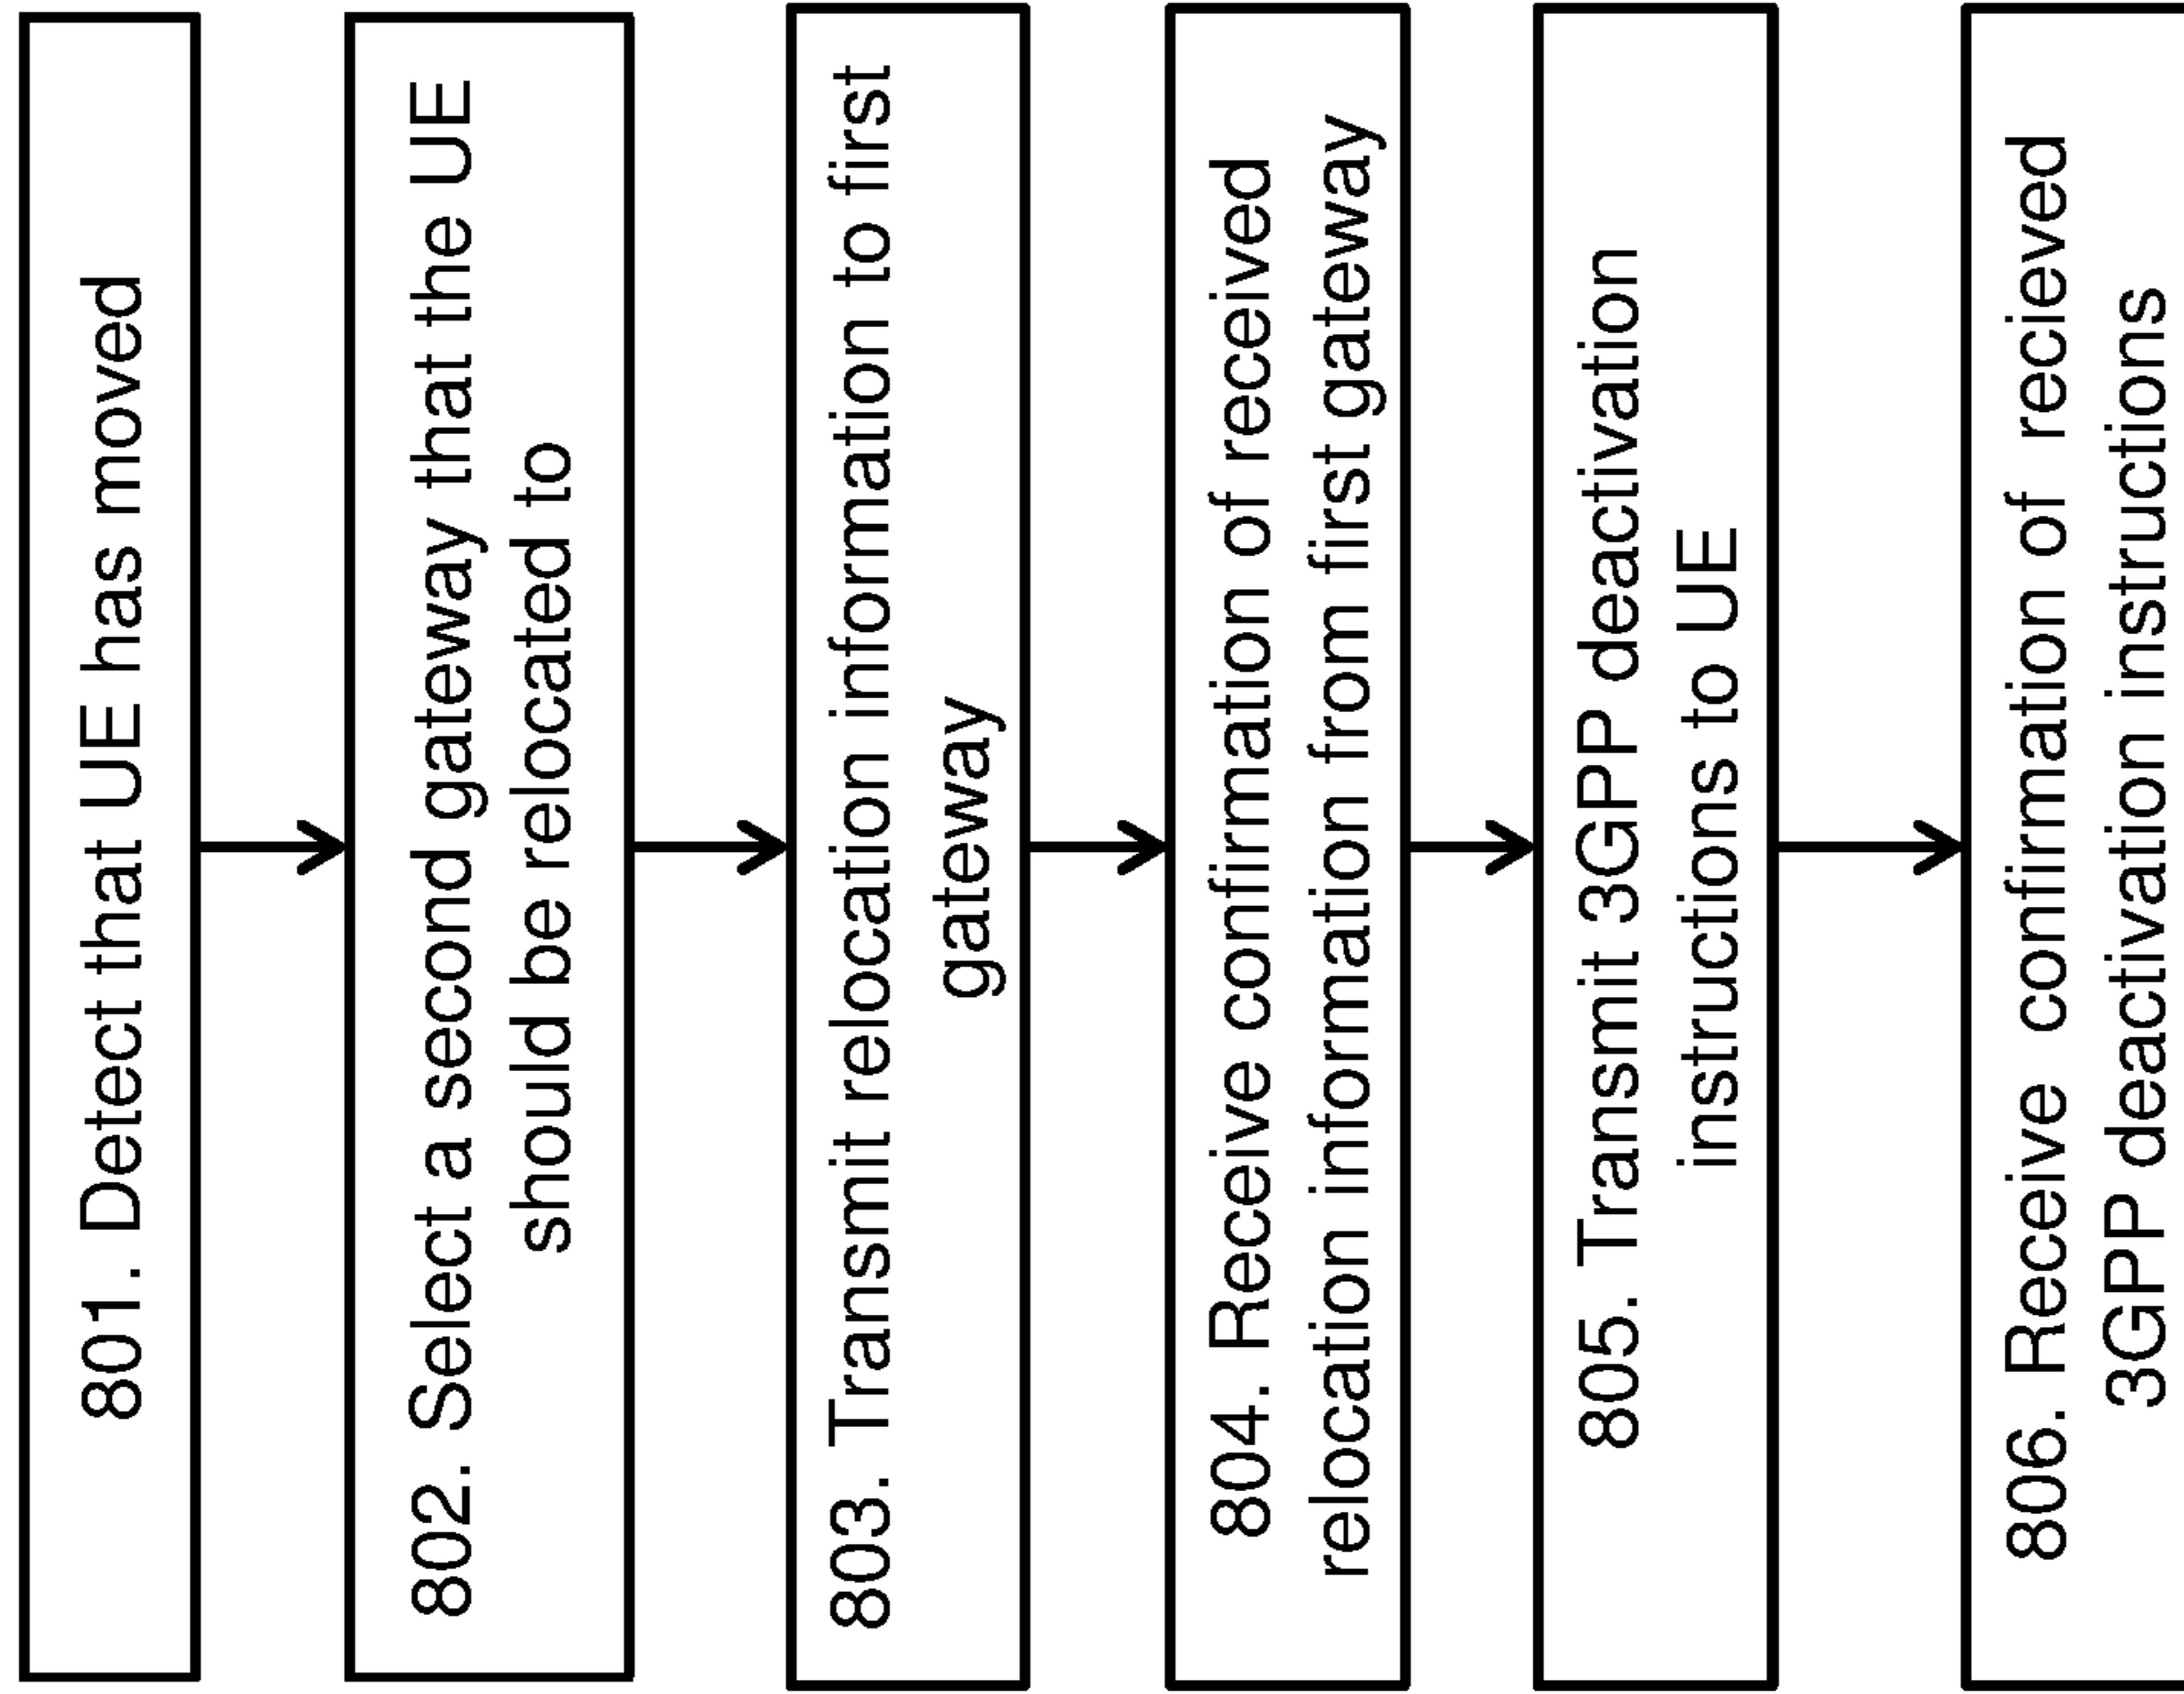 801. Detect that UE has moved
802. Select a second gateway that the UE
should be relocated to
803. Transmit relocation information to first
gateway
804. Receive confirmation of received
relocation information from first gateway
805. Transmit 3GPP deactivation
instructions to UE
806. Receive confirmation of recieved
3GPP deactivation instructions